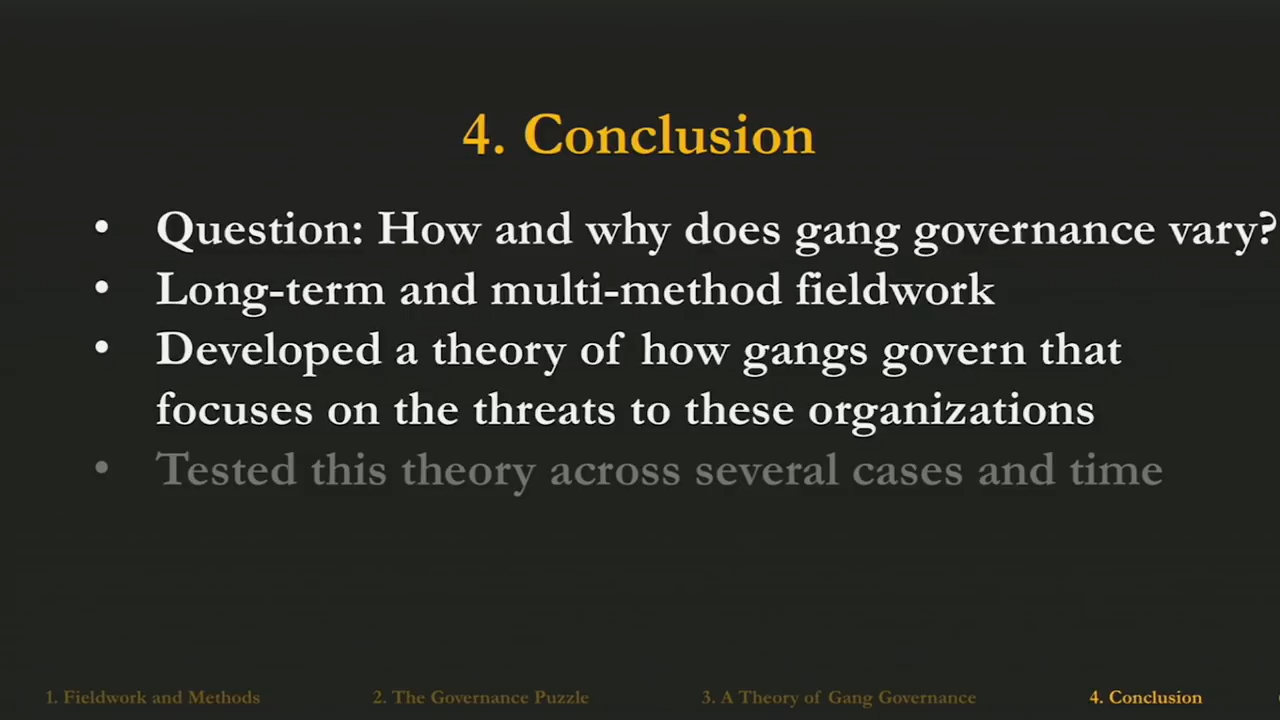 4. Conclusion
• Question: How and why does gang governance vary?
• Long-term and multi-method fieldwork
• Developed a theory of how gangs govern that
focuses on the threats to these organizations
• Tested this theory across several cases and time
1. Fieldwork and Methods
2. The Governance Puzzle
3. A Theory of Gang Governance
4. Conclusion